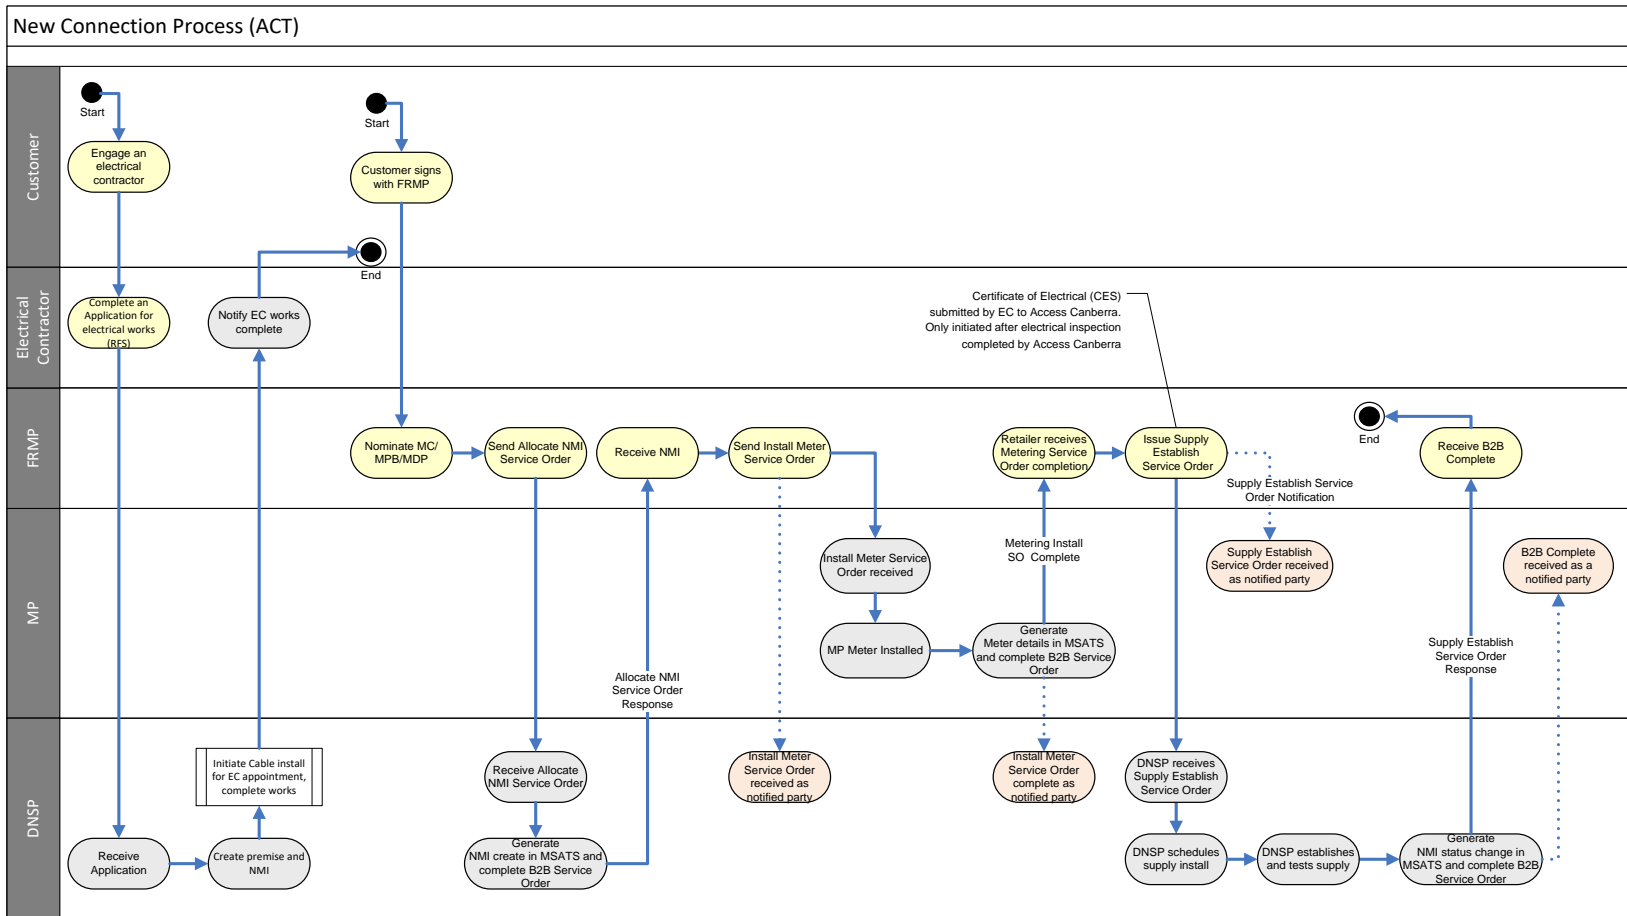 New Connection Process (ACT)
Customer
Start
Engage an
electrical
contractor
Start
Customer signs
with FRMP
End
Electrical
Contractor
Complete an
Application for
electrical works
(RFS)
Notify EC works
complete
Certificate of Electrical (CES)
submitted by EC to Access Canberra.
Only initiated after electrical inspection
completed by Access Canberra
FRMP
Nominate MC/
MPB/MDP
Send Allocate NMI
Service Order
Receive NMI
Send Install Meter
Service Order
Retailer receives
Metering Service
Order completion
Issue Supply
Establish
Service Order
Supply Establish Service
Order Notification
End
Receive B2B
Complete
MP
Install Meter Service
Order received
MP Meter Installed
Metering Install
SO  Complete
Generate
Meter details in MSATS
and complete B2B Service
Order
Supply Establish
Service Order received
as notified party
B2B Complete
received as a
notified party
Supply Establish
Service Order
Response
Allocate NMI
Service Order
Response
DNSP
Initiate Cable install
for EC appointment,
complete works
Receive
Application
Create premise and
NMI
Receive Allocate
NMI Service Order
Generate
NMI create in MSATS and
complete B2B Service
Order
Install Meter
Service Order
received as
notified party
Install Meter
Service Order
complete as
notified party
DNSP receives
Supply Establish
Service Order
DNSP schedules
supply install
DNSP establishes
and tests supply
Generate
NMI status change in
MSATS and complete B2B
Service Order